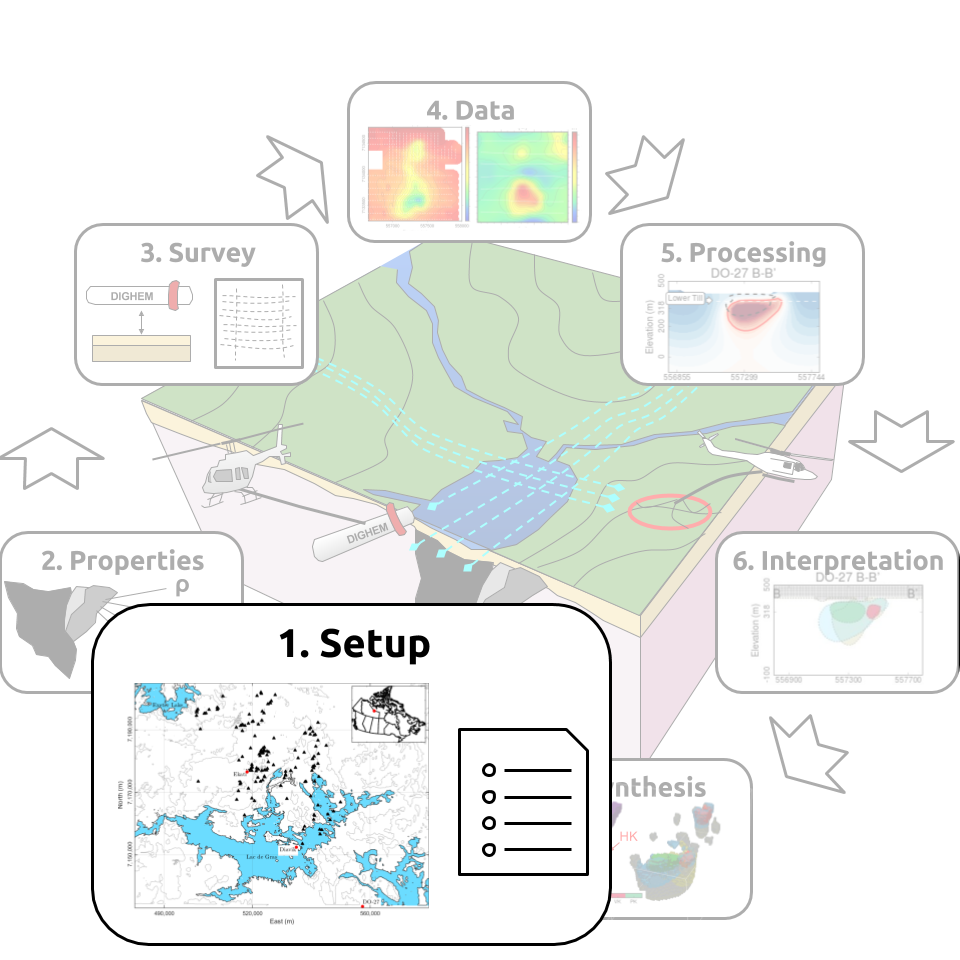 4. Data
3. Survey
DIGHEM
5. Processing
DO-27 B-B'
Lower Till
Elevation (m)
500
318
200
0
556855
557299
557744
DIGHEM
2. Properties
ρ
6. Interpretation
DO-27 B-B'
B
B'
Elevation (m)
500
318
-100
556900
557300
557700
1. Setup
Ekati
Diavik
Lac de Gras
DO-27
North (m)
7,190,000
7,170,000
7,150,000
480,000
520,000
560,000
East (m)
nthesis
HK